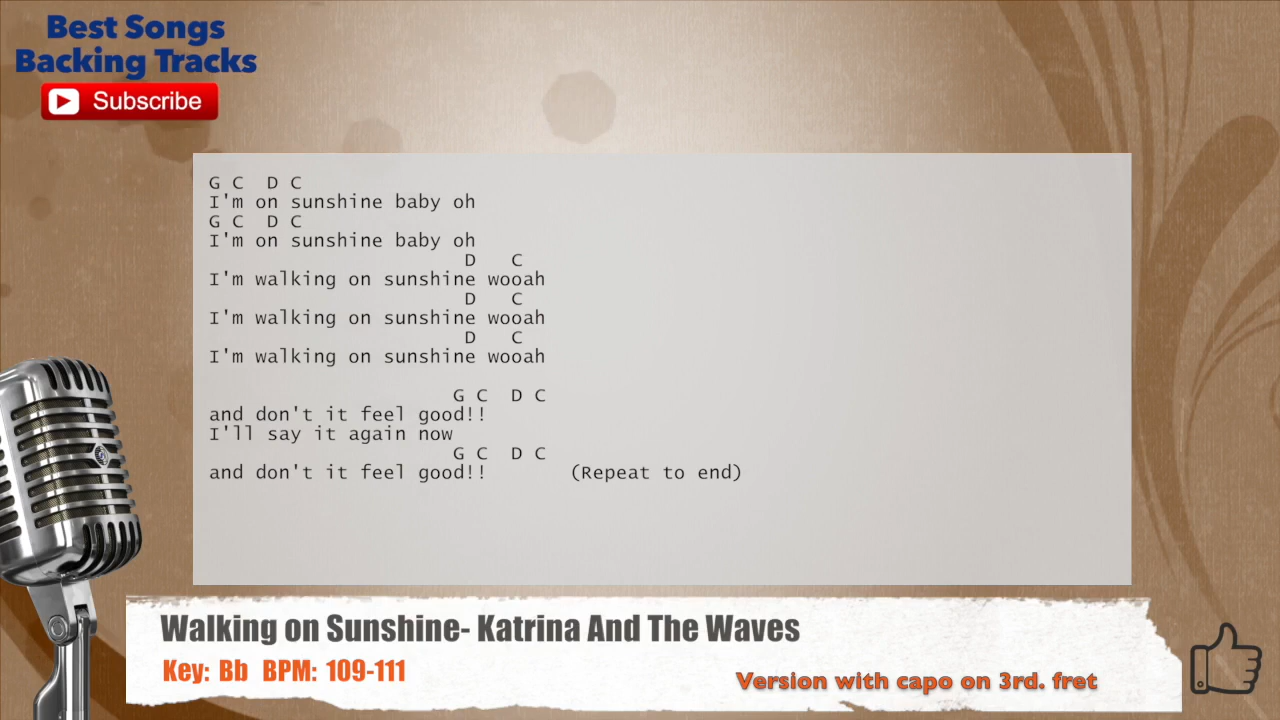 Best Songs
Backing Tracks
Subscribe
G C  D C
I'm on sunshine baby oh
G C  D C
I'm on sunshine baby oh
                      D   C
I'm walking on sunshine wooah
                      D   C
I'm walking on sunshine wooah
                      D   C
I'm walking on sunshine wooah
                     G C  D C
and don't it feel good!!
I'll say it again now
                     G C  D C
and don't it feel good!!       (Repeat to end)
Walking on Sunshine- Katrina And The Waves
Key: Bb  BPM: 109-111
Version with capo on 3rd. fret